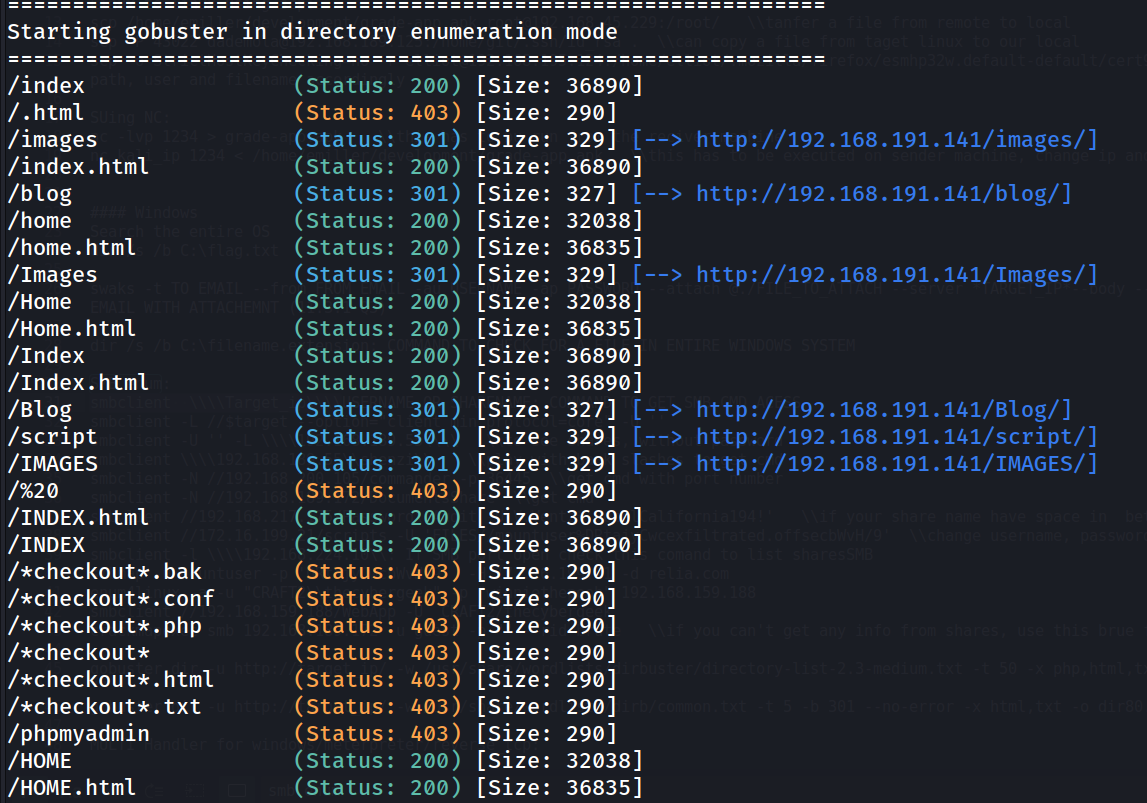 ===============================================================
Starting gobuster in directory enumeration mode
===============================================================
/index                (Status: 200) [Size: 36890]
/.html                (Status: 403) [Size: 290]
/images               (Status: 301) [Size: 329] [--> http://192.168.191.141/images/]
/index.html           (Status: 200) [Size: 36890]
/blog                 (Status: 301) [Size: 327] [--> http://192.168.191.141/blog/]
/home                 (Status: 200) [Size: 32038]
/home.html            (Status: 200) [Size: 36835]
/Images               (Status: 301) [Size: 329] [--> http://192.168.191.141/Images/]
/Home                 (Status: 200) [Size: 32038]
/Home.html            (Status: 200) [Size: 36835]
/Index                (Status: 200) [Size: 36890]
/Index.html           (Status: 200) [Size: 36890]
/Blog                 (Status: 301) [Size: 327] [--> http://192.168.191.141/Blog/]
/script               (Status: 301) [Size: 329] [--> http://192.168.191.141/script/]
/IMAGES               (Status: 301) [Size: 329] [--> http://192.168.191.141/IMAGES/]
/%20                  (Status: 403) [Size: 290]
/INDEX.html           (Status: 200) [Size: 36890]
/INDEX                (Status: 200) [Size: 36890]
/*checkout*.bak       (Status: 403) [Size: 290]
/*checkout*.conf      (Status: 403) [Size: 290]
/*checkout*.php       (Status: 403) [Size: 290]
/*checkout*           (Status: 403) [Size: 290]
/*checkout*.html      (Status: 403) [Size: 290]
/*checkout*.txt       (Status: 403) [Size: 290]
/phpmyadmin           (Status: 403) [Size: 290]
/HOME                 (Status: 200) [Size: 32038]
/HOME.html            (Status: 200) [Size: 36835]